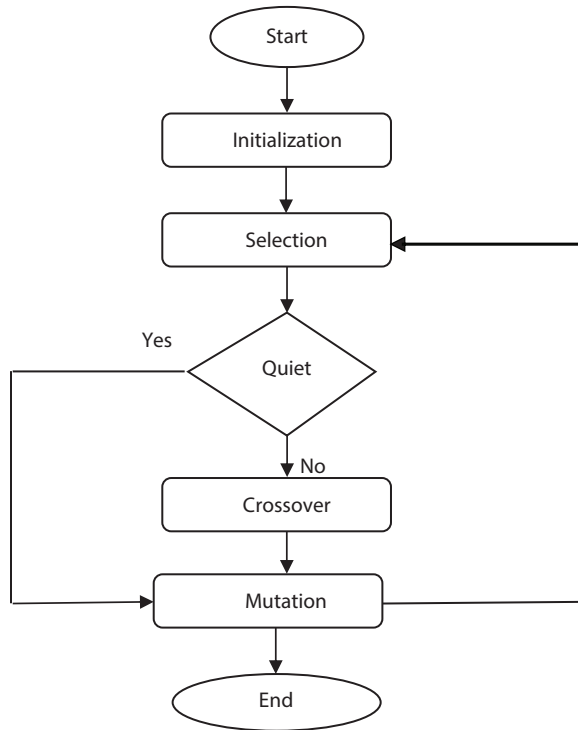 Start
Initialization
Selection
Yes
Quiet
No
Crossover
Mutation
End